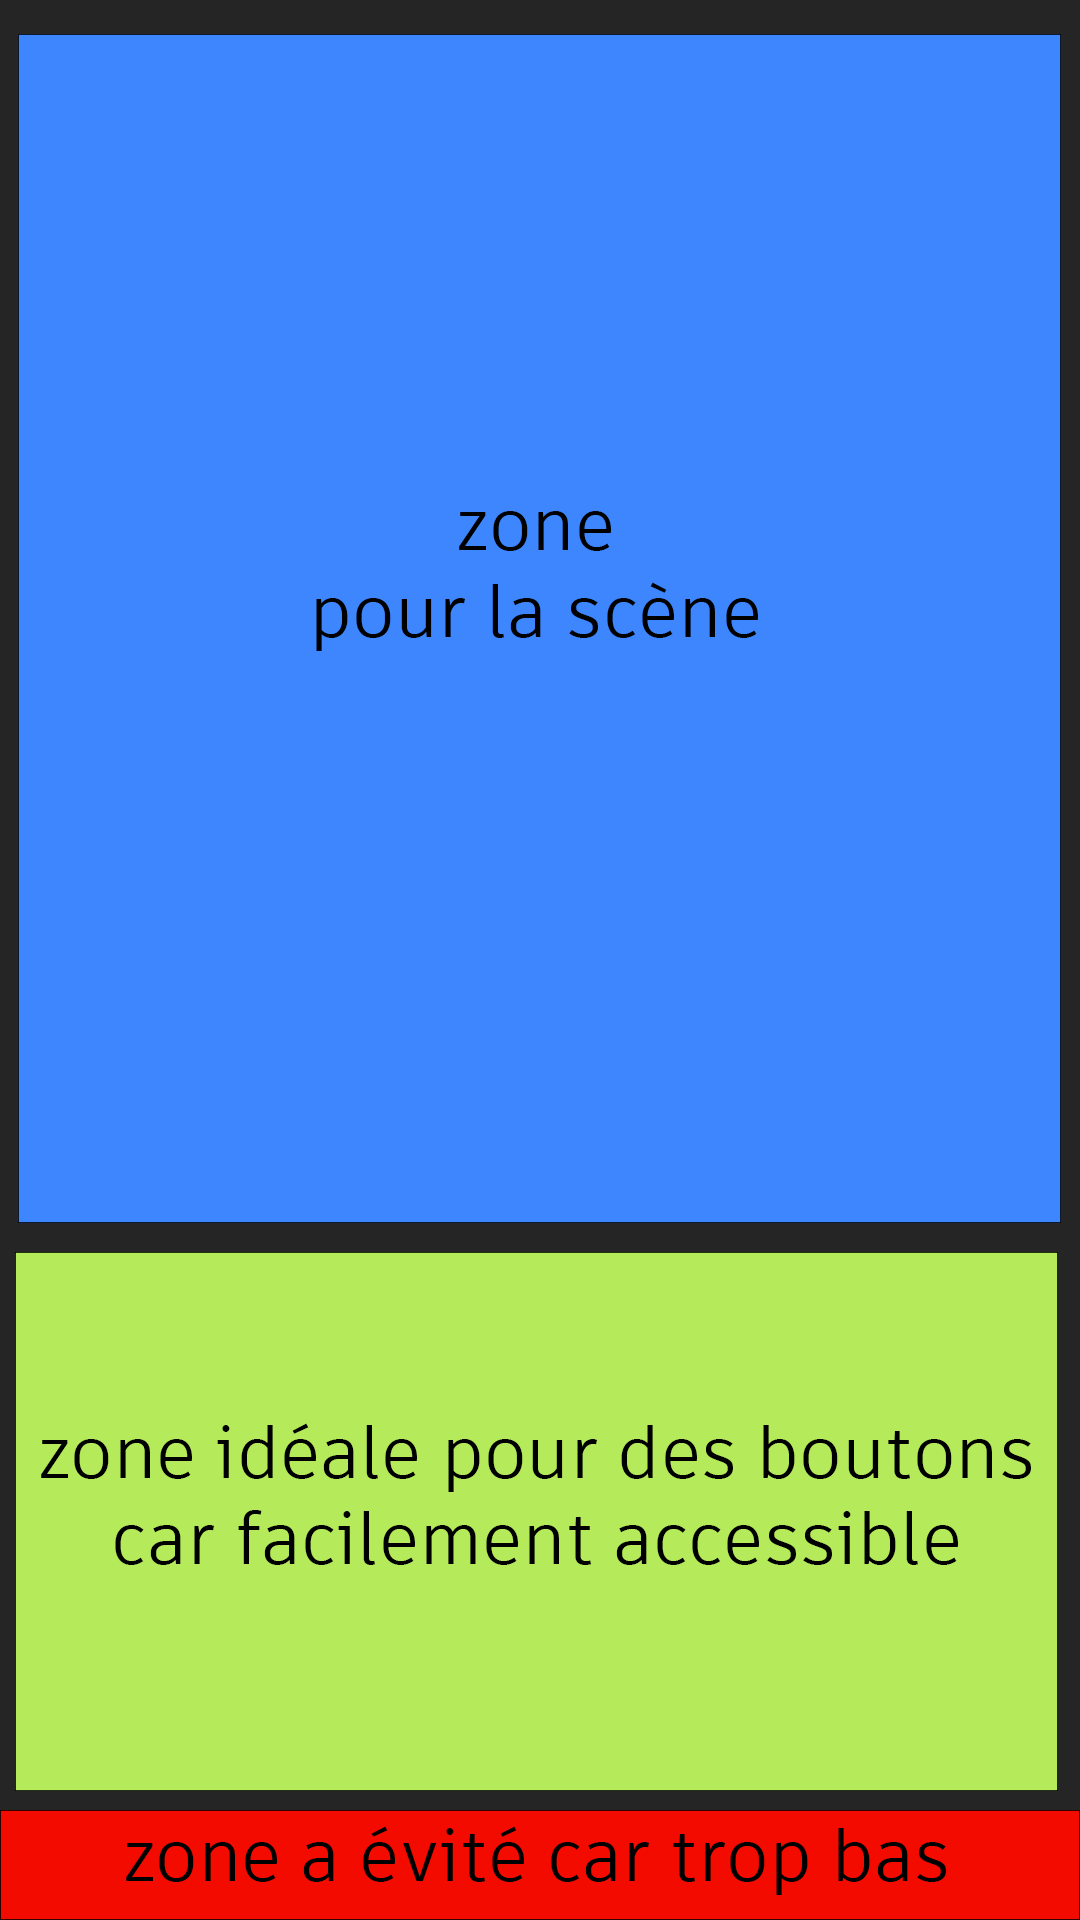 zone
pour la scène
zone idéale pour des boutons
car facilement accessible
zone a évité car trop bas